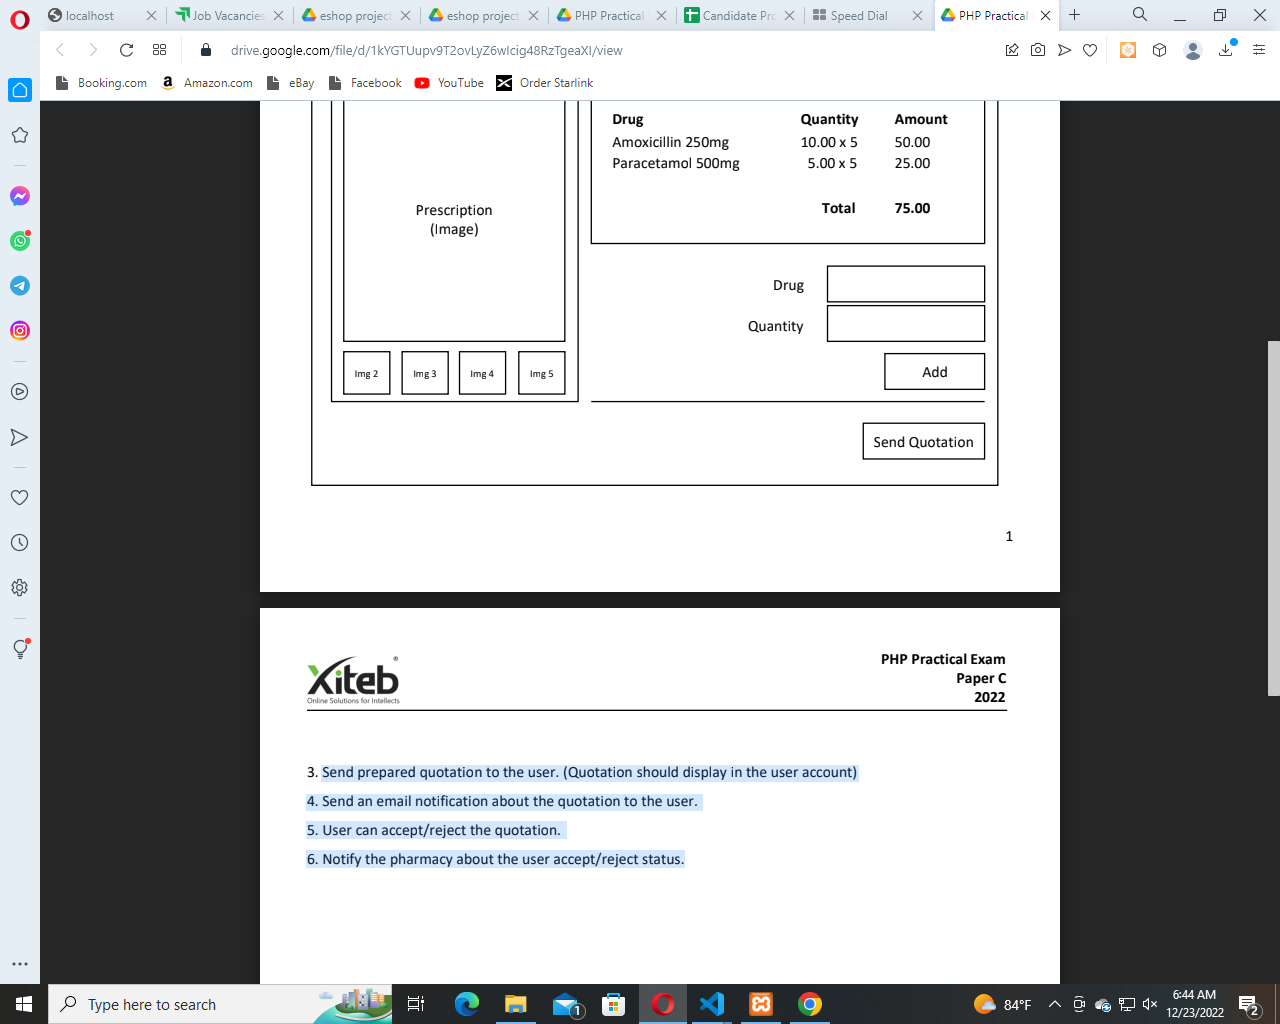 localhost
Job Vacancies
eshop project
eshop project
PHP Practical
Candidate Pro
Speed Dial
PHP Practical
drive.google.com/file/d/1kYGTUupv9T2ovLyZ6wIcig48RzTgeaXI/view
Booking.com
a Amazon.com
eBay
Facebook
YouTube
Order Starlink
Drug Quantity Amount
Amoxicillin 250mg 10.00 x 5 50.00
Paracetamol 500mg 5.00 x 5 25.00
Total 75.00
Prescription
(Image)
Drug
Quantity
Img 2 Img 3 Img 4 Img 5
Add
Send Quotation
1
Xiteb®
Online Solutions for Intellects
PHP Practical Exam
Paper C
2022
3. Send prepared quotation to the user. (Quotation should display in the user account)
4. Send an email notification about the quotation to the user.
5. User can accept/reject the quotation.
6. Notify the pharmacy about the user accept/reject status.
Type here to search
1
84°F
6:44 AM
12/23/2022
2